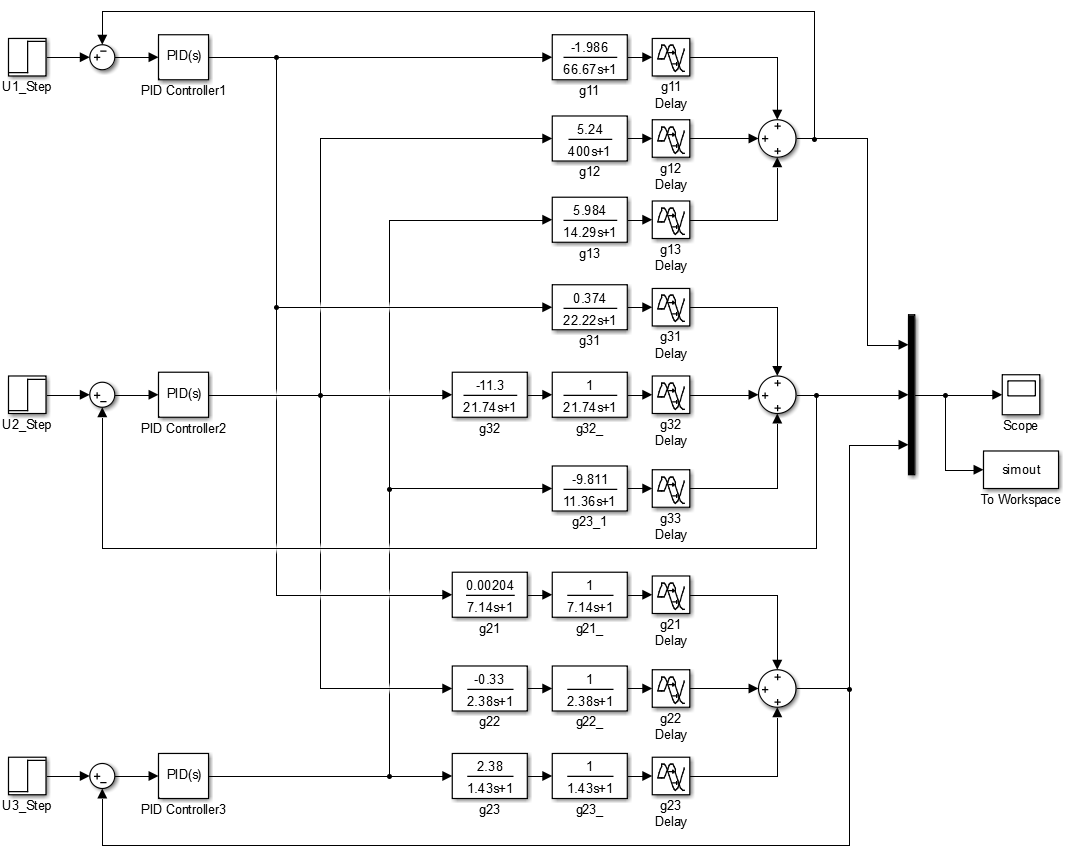 U1_Step
+
−
PID(s)
PID Controller1
-1.986
66.67s+1
g11
g11
Delay
5.24
400s+1
g12
g12
Delay
+
+
+
5.984
14.29s+1
g13
g13
Delay
0.374
22.22s+1
g31
g31
Delay
U2_Step
+
−
PID(s)
PID Controller2
-11.3
21.74s+1
g32
1
21.74s+1
g32_
g32
Delay
+
+
+
Scope
simout
To Workspace
-9.811
11.36s+1
g23_1
g33
Delay
0.00204
7.14s+1
g21
1
7.14s+1
g21_
g21
Delay
-0.33
2.38s+1
g22
1
2.38s+1
g22_
g22
Delay
+
+
+
U3_Step
+
−
PID(s)
PID Controller3
2.38
1.43s+1
g23
1
1.43s+1
g23_
g23
Delay